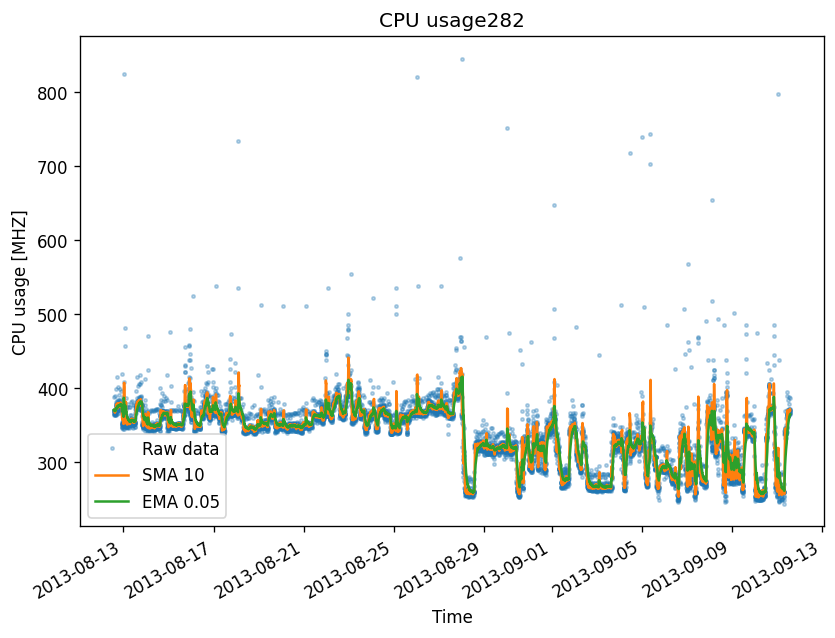 CPU usage282
CPU usage [MHZ]
800
700
600
500
400
300
Raw data
SMA 10
EMA 0.05
2013-08-13
2013-08-17
2013-08-21
2013-08-25
2013-08-29
2013-09-01
2013-09-05
2013-09-09
2013-09-13
Time